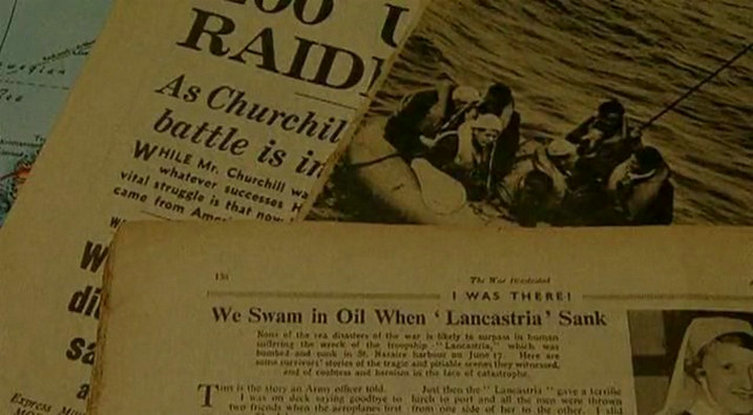 200 U
RAID
As Churchil
battle is in
WHILE Mr. Churchill wa
whatever successes H
vital struggle is that now
came from Ame
W
di
sa
a
Express
The War Illustrated
I WAS THERE!
We Swam in Oil When 'Lancastria' Sank
None of the sea disasters of the war is likely to surpass in human
suffering the wreck of the troopship "Lancastria," which was
bombed and sunk in St. Nazaire harbour on June 17. Here are
some survivors' stories of the tragic and pitiable scenes they witnessed,
and of coolness and heroism in the face of catastrophe.
THIS is the story an Army officer told.
I was on deck saying goodbye to
two friends when the aeroplanes first
Just then the "Lancastria" gave a terrific
lurch to port and all the men were thrown
from one side of her to the other. I slid